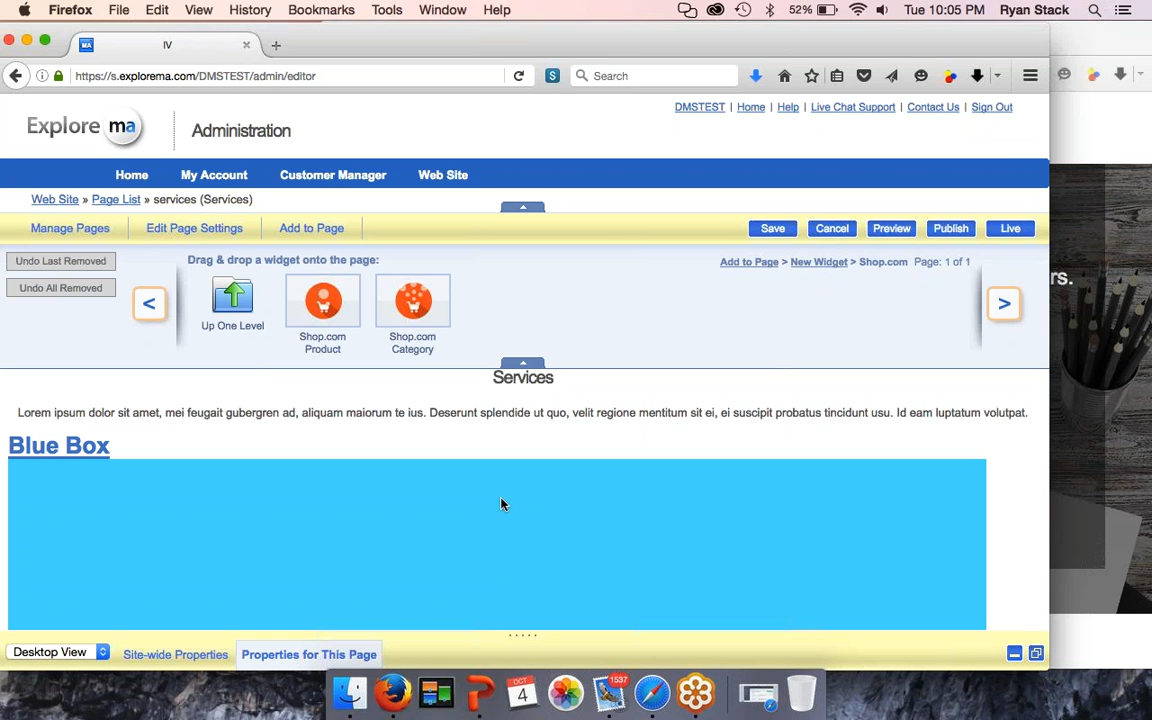 Firefox File Edit View History Bookmarks Tools Window Help 52% Tue 10:05 PM Ryan Stack
MA IV
https://s.explorema.com/DMSTEST/admin/editor S Search
DMSTEST | Home | Help | Live Chat Support | Contact Us | Sign Out
Explore ma Administration
Home My Account Customer Manager Web Site
Web Site » Page List » services (Services)
Manage Pages Edit Page Settings Add to Page Save Cancel Preview Publish Live
Undo Last Removed Drag & drop a widget onto the page: Add to Page > New Widget > Shop.com Page: 1 of 1
rs.
Undo All Removed
< >
Up One Level Shop.com Product Shop.com Category
Services
Lorem ipsum dolor sit amet, mei feugait gubergren ad, aliquam maiorum te ius. Deserunt splendide ut quo, velit regione mentitum sit ei, ei suscipit probatus tincidunt usu. Id eam luptatum volutpat.
Blue Box
Desktop View Site-wide Properties Properties for This Page
OCT
4
1537